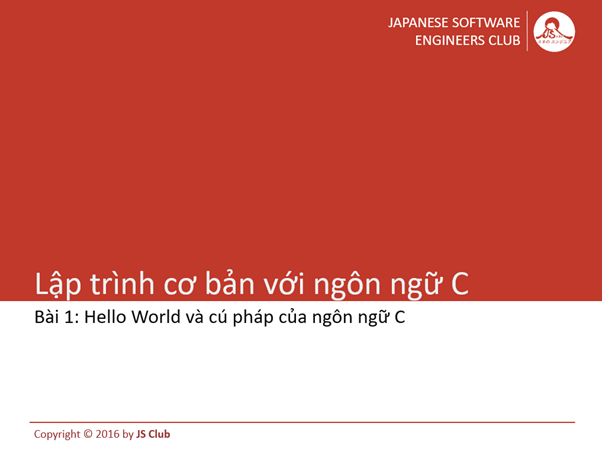 JAPANESE SOFTWARE
ENGINEERS CLUB
JS
Lập trình cơ bản với ngôn ngữ C
Bài 1: Hello World và cú pháp của ngôn ngữ C
Copyright © 2016 by JS Club